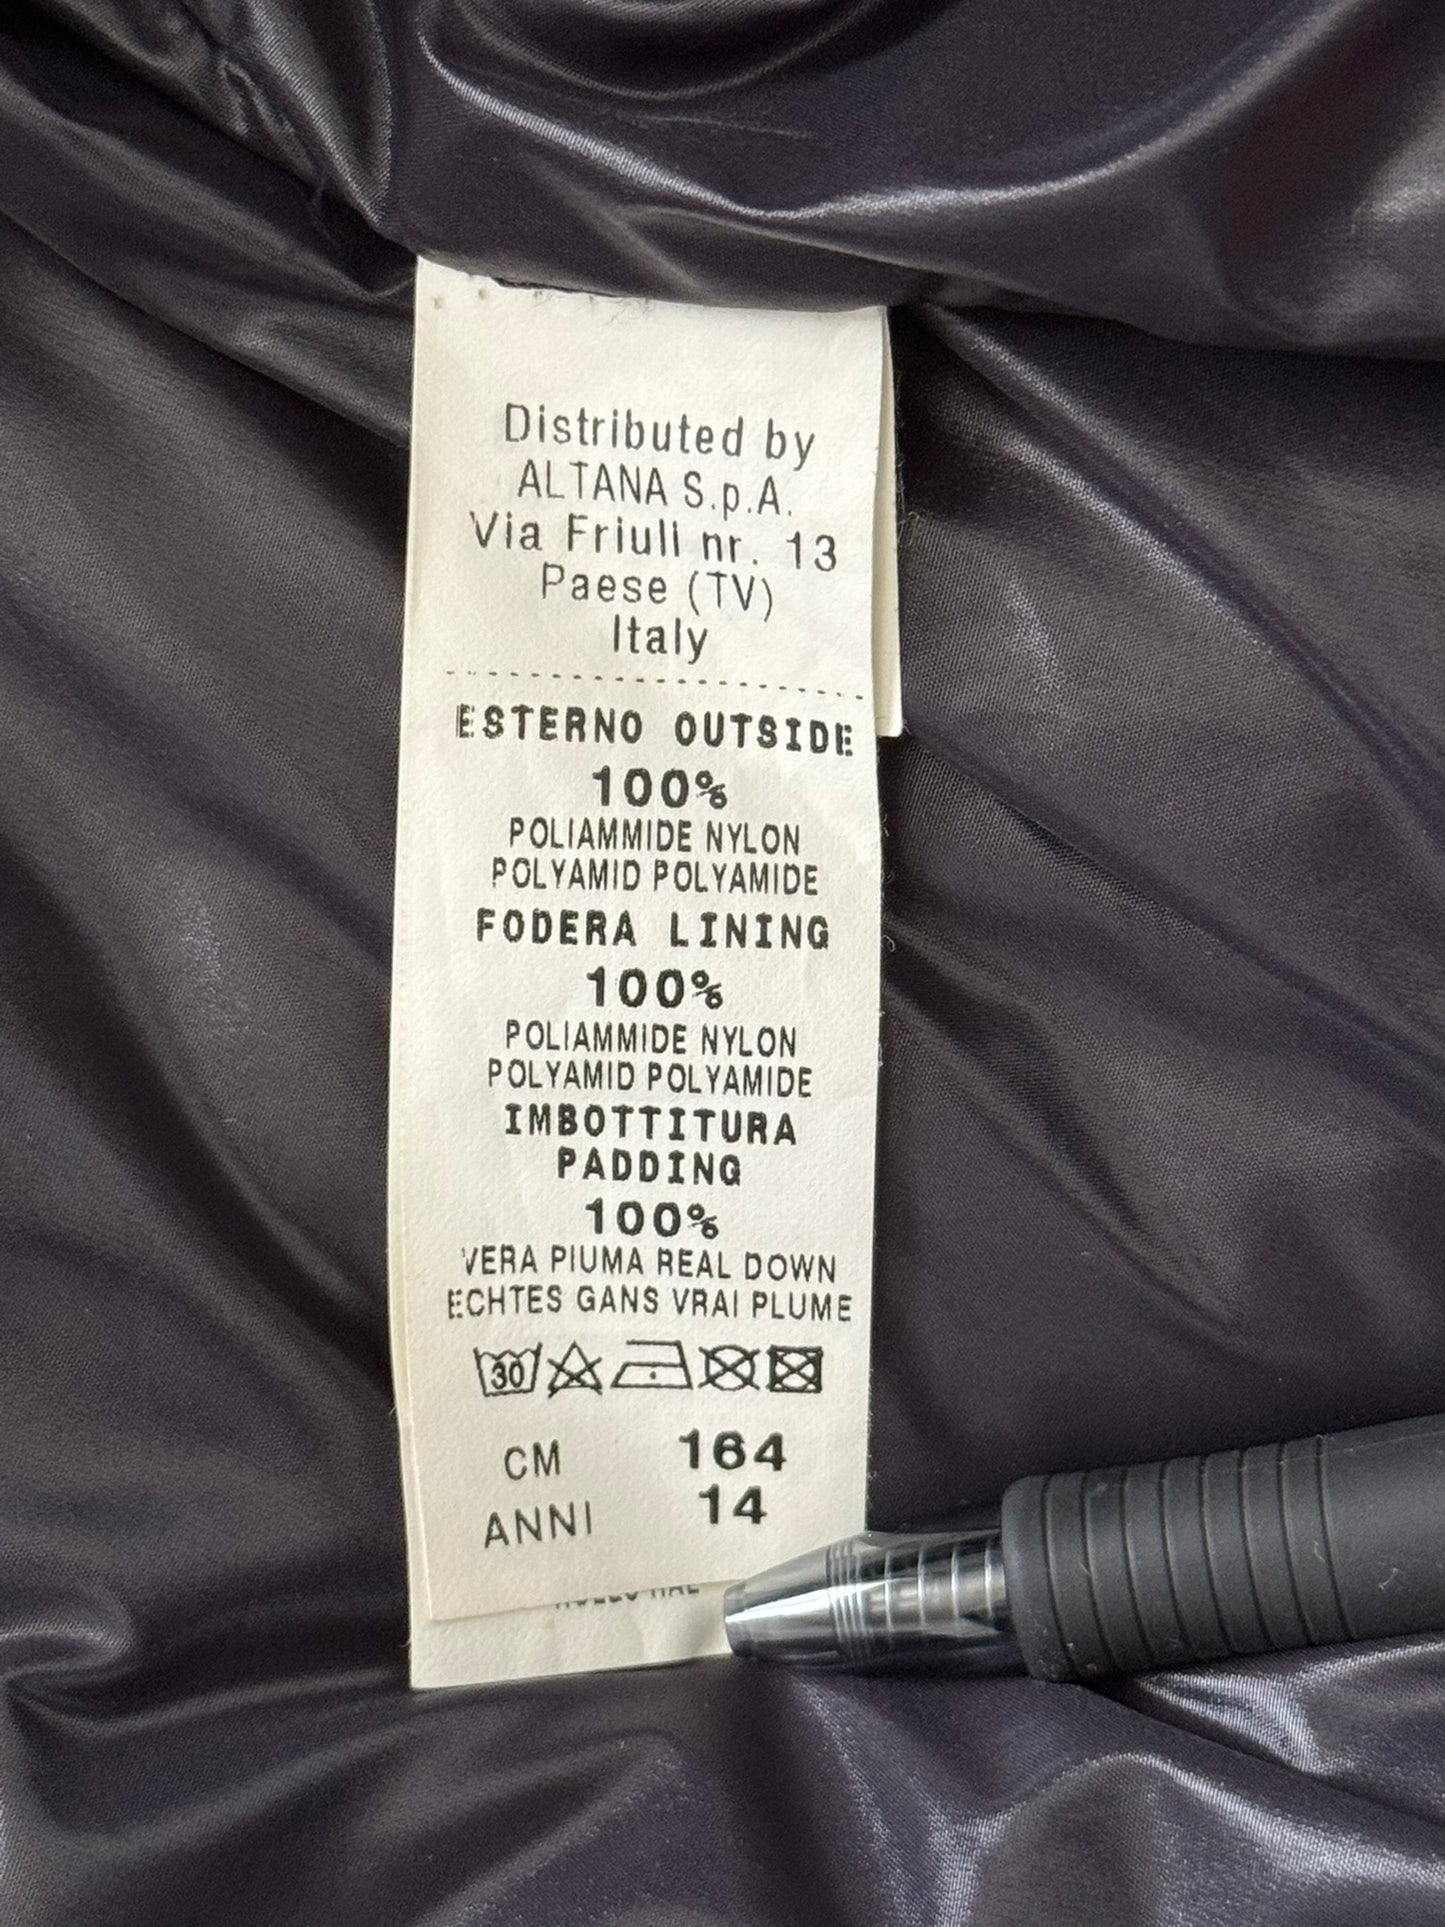 Distributed by
ALTANA S.p.A.
Via Friuli nr. 13
Paese (TV)
Italy
ESTERNO OUTSIDE
100%
POLIAMMIDE NYLON
POLYAMID POLYAMIDE
FODERA LINING
100%
POLIAMMIDE NYLON
POLYAMID POLYAMIDE
IMBOTTITURA
PADDING
100%
VERA PIUMA REAL DOWN
ECHTES GANS VRAI PLUME
30
CM 164
ANNI 14